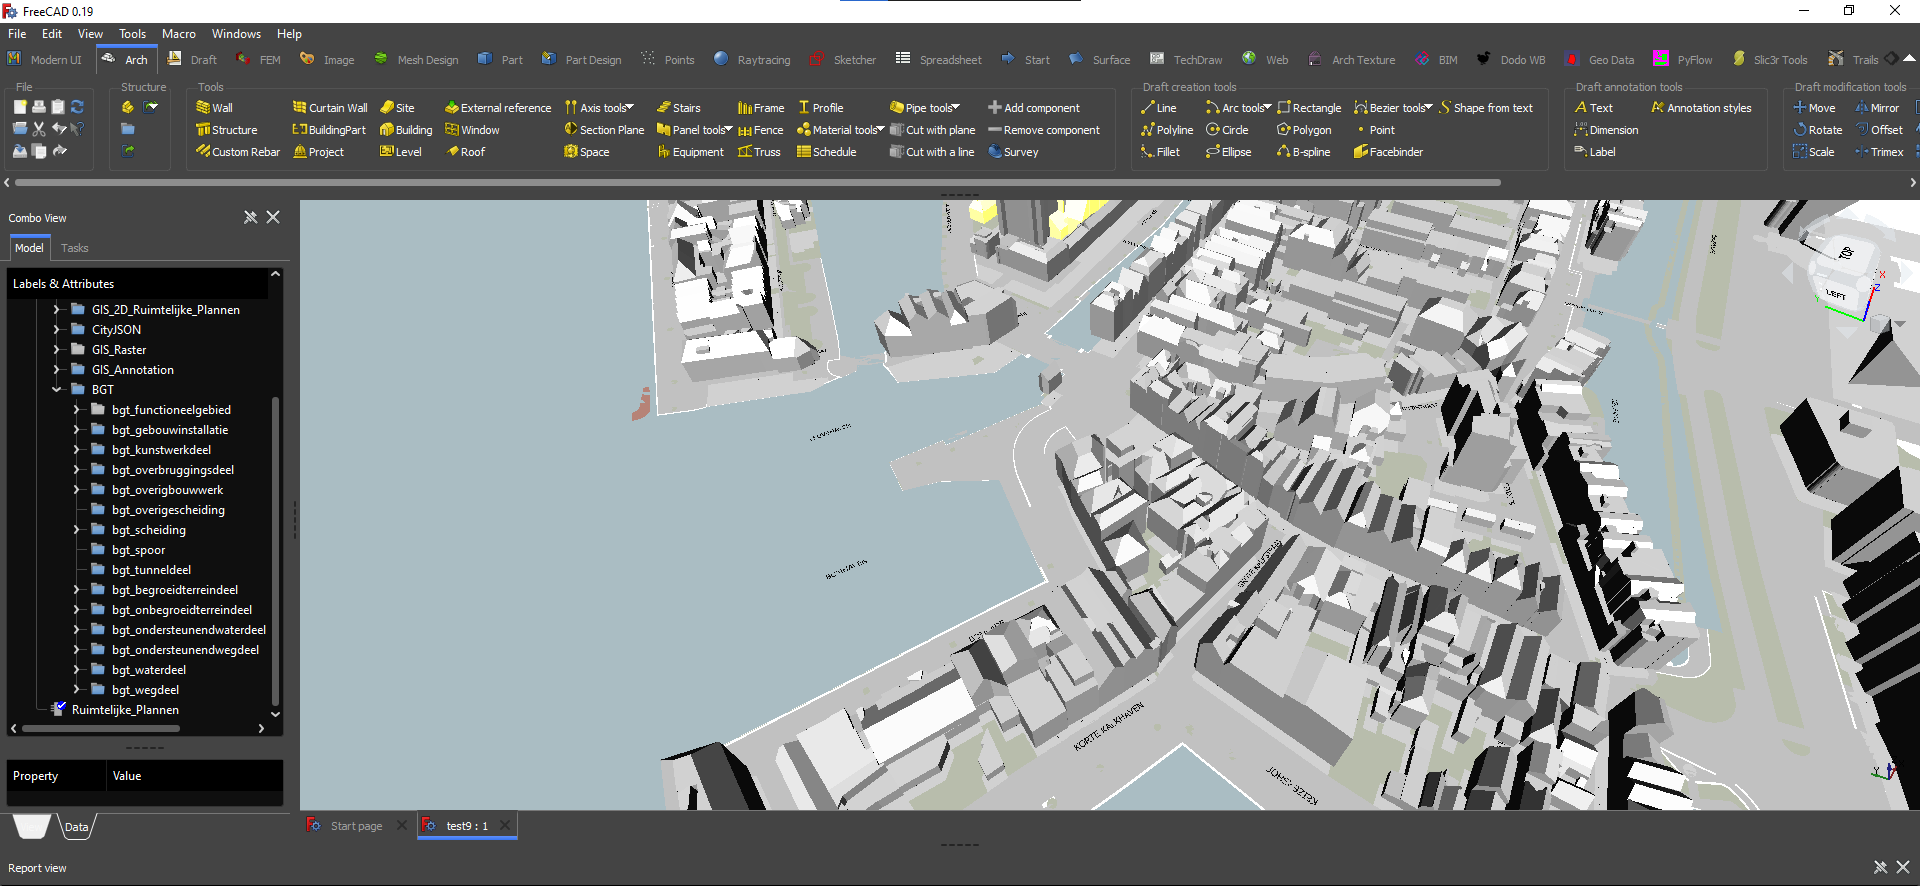 FreeCAD 0.19
File Edit View Tools Macro Windows Help
Modern UI Arch Draft FEM Image Mesh Design Part Part Design Points Raytracing Sketcher Spreadsheet Start Surface TechDraw Web Arch Texture BIM Dodo WB Geo Data PyFlow Slic3r Tools Trails
File Structure Tools Draft creation tools Draft annotation tools Draft modification tools
Wall Curtain Wall Site External reference Axis tools Stairs Frame Profile Pipe tools Add component Line Arc tools Rectangle Bezier tools Shape from text Text Annotation styles Move Mirror
Structure BuildingPart Building Window Section Plane Panel tools Fence Material tools Cut with plane Remove component Polyline Circle Polygon Point Dimension Rotate Offset
Custom Rebar Project Level Roof Space Equipment Truss Schedule Cut with a line Survey Fillet Ellipse B-spline Facebinder Label Scale Trimex
Combo View
Model Tasks
Labels & Attributes
GIS_2D_Ruimtelijke_Plannen
CityJSON
GIS_Raster
GIS_Annotation
BGT
bgt_functioneelgebied
bgt_gebouwinstallatie
bgt_kunstwerkdeel
bgt_overbruggingsdeel
bgt_overigbouwwerk
bgt_overigescheiding
bgt_scheiding
bgt_spoor
bgt_tunneldeel
bgt_begroeidterreindeel
bgt_onbegroeidterreindeel
bgt_ondersteunendwaterdeel
bgt_ondersteunendwegdeel
bgt_waterdeel
bgt_wegdeel
Ruimtelijke_Plannen
Property Value
Data
TOP
LEFT
X
Z
KORTE KALKHAVEN
Y
Start page test9 : 1
Report view